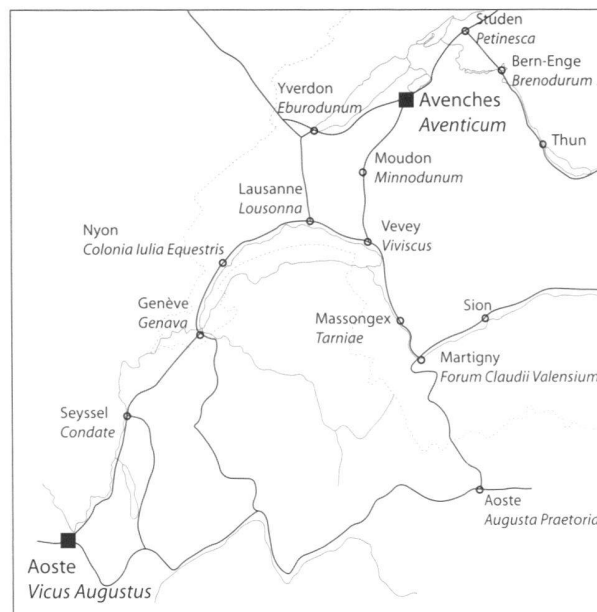 Studen
Petinesca
Bern-Enge
Brenodurum
Yverdon
Eburodunum
Avenches
Aventicum
Thun
Moudon
Minnodunum
Lausanne
Lousonna
Nyon
Colonia Iulia Equestris
Vevey
Viviscus
Genève
Genava
Massongex
Tarniae
Sion
Martigny
Forum Claudii Valensium
Seyssel
Condate
Aoste
Augusta Praetoria
Aoste
Vicus Augustus